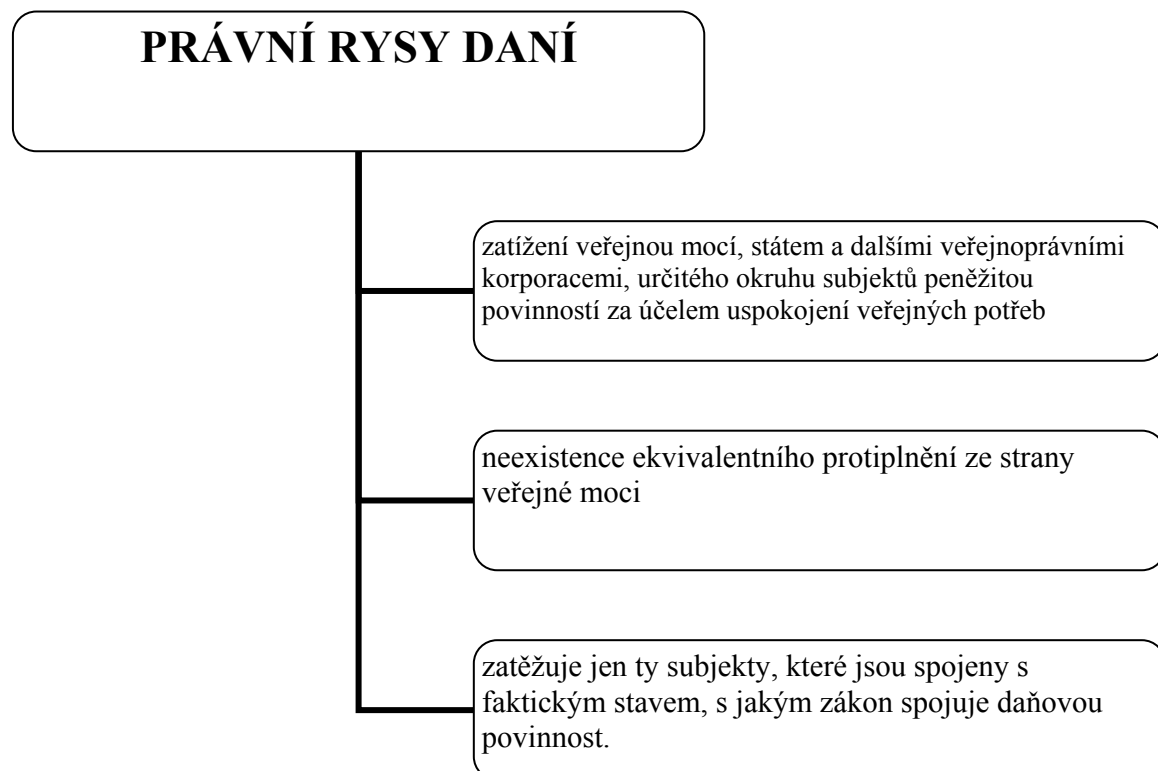 PRÁVNÍ RYSY DANÍ
zatížení veřejnou mocí, státem a dalšími veřejnoprávními
korporacemi, určitého okruhu subjektů peněžitou
povinností za účelem uspokojení veřejných potřeb
neexistence ekvivalentního protiplnění ze strany
veřejné moci
zatěžuje jen ty subjekty, které jsou spojeny s
faktickým stavem, s jakým zákon spojuje daňovou
povinnost.